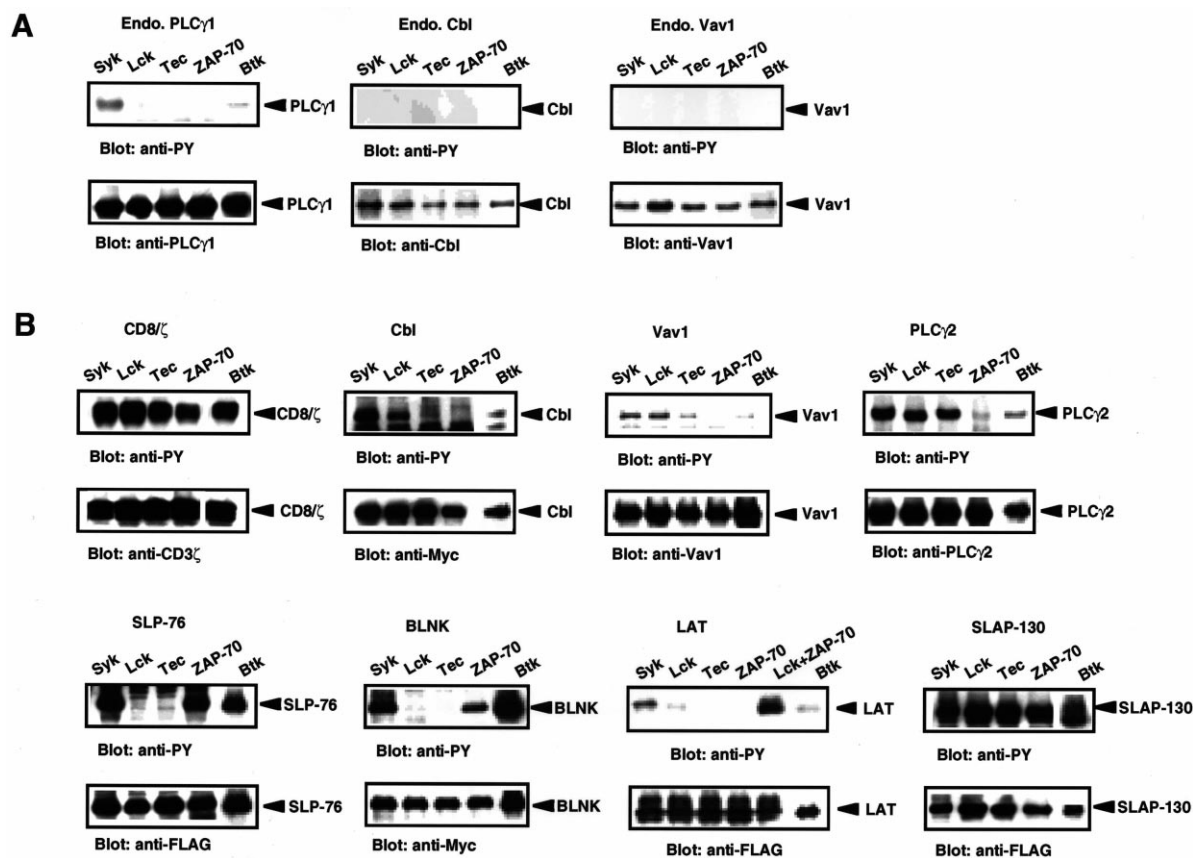 A
Endo. PLCγ1 Endo. Cbl Endo. Vav1
Syk Lck Tec ZAP-70 Btk Syk Lck Tec ZAP-70 Btk Syk Lck Tec ZAP-70 Btk
PLCγ1 Cbl Vav1
Blot: anti-PY Blot: anti-PY Blot: anti-PY
PLCγ1 Cbl Vav1
Blot: anti-PLCγ1 Blot: anti-Cbl Blot: anti-Vav1
B
CD8/ζ Cbl Vav1 PLCγ2
Syk Lck Tec ZAP-70 Btk Syk Lck Tec ZAP-70 Btk Syk Lck Tec ZAP-70 Btk Syk Lck Tec ZAP-70 Btk
CD8/ζ Cbl Vav1 PLCγ2
Blot: anti-PY Blot: anti-PY Blot: anti-PY Blot: anti-PY
CD8/ζ Cbl Vav1 PLCγ2
Blot: anti-CD3ζ Blot: anti-Myc Blot: anti-Vav1 Blot: anti-PLCγ2
SLP-76 BLNK LAT SLAP-130
Syk Lck Tec ZAP-70 Btk Syk Lck Tec ZAP-70 Btk Syk Lck Tec ZAP-70 Lck+ZAP-70 Btk Syk Lck Tec ZAP-70 Btk
SLP-76 BLNK LAT SLAP-130
Blot: anti-PY Blot: anti-PY Blot: anti-PY Blot: anti-PY
SLP-76 BLNK LAT SLAP-130
Blot: anti-FLAG Blot: anti-Myc Blot: anti-FLAG Blot: anti-FLAG